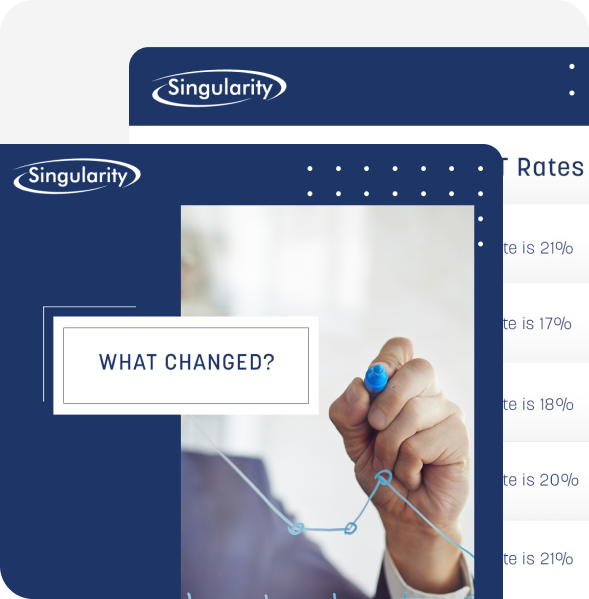 Singularity
Rates
te is 21%
te is 17%
te is 18%
te is 20%
te is 21%
Singularity
WHAT CHANGED?